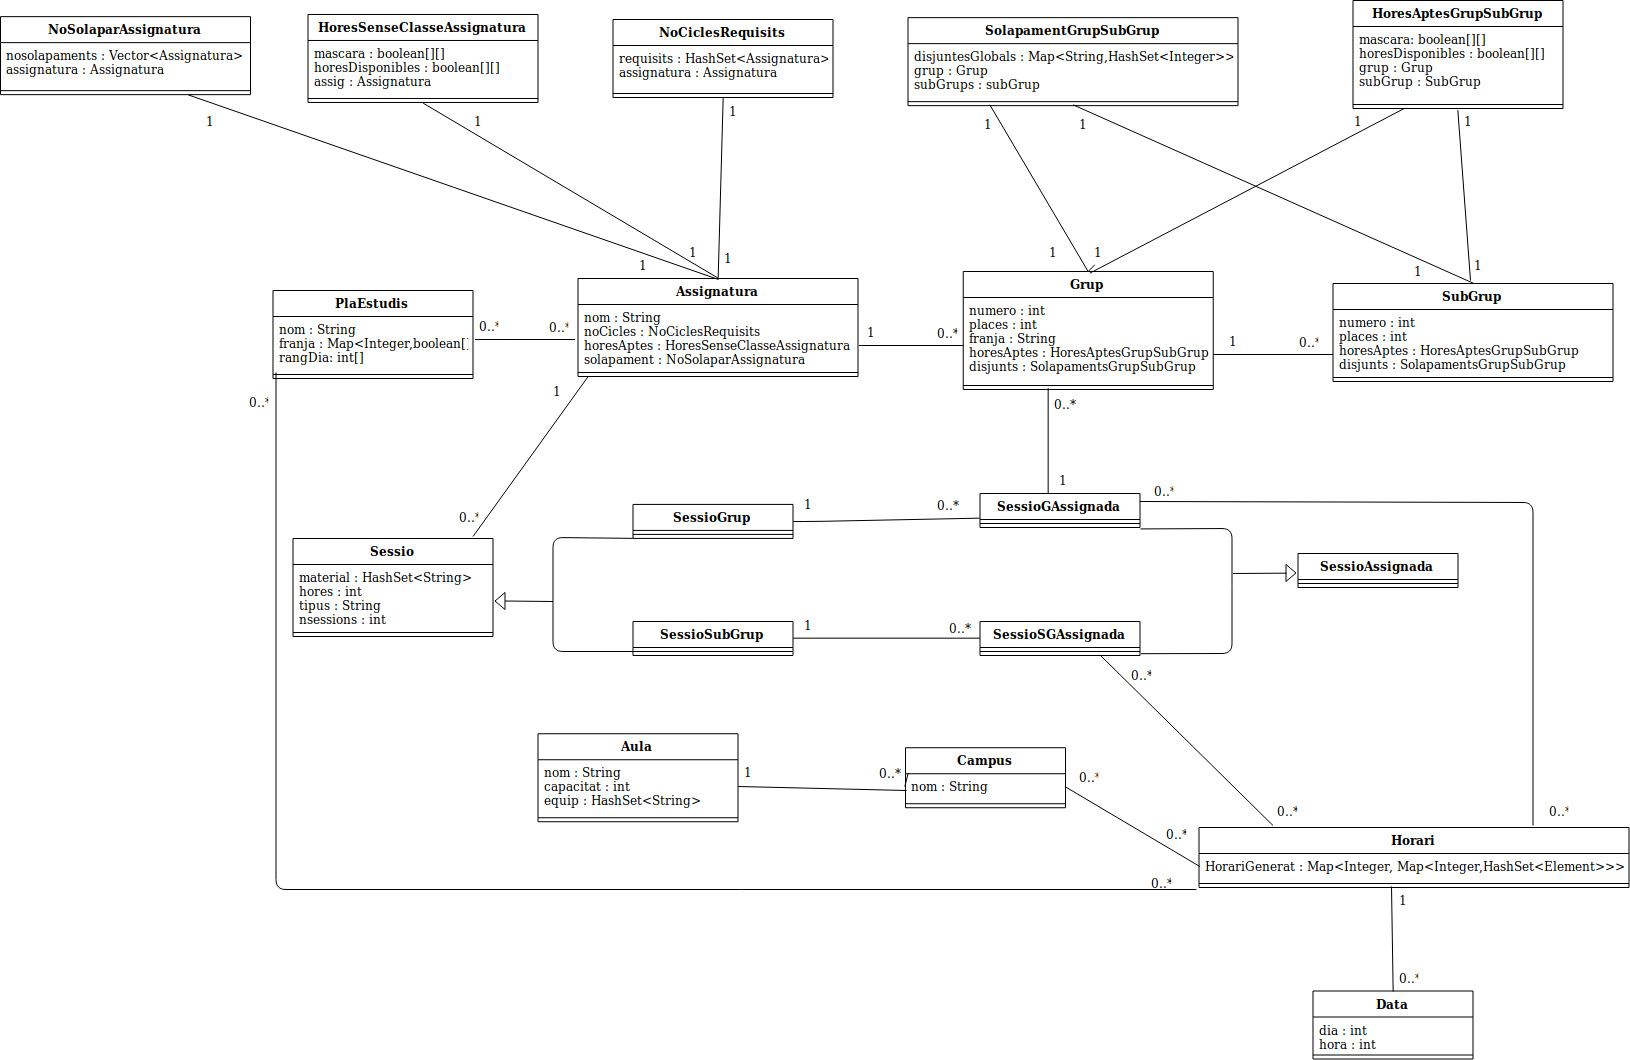 NoSolaparAssignatura
nosolapaments : Vector<Assignatura>
assignatura : Assignatura
HoresSenseClasseAssignatura
mascara : boolean[][]
horesDisponibles : boolean[][]
assig : Assignatura
NoCiclesRequisits
requisits : HashSet<Assignatura>
assignatura : Assignatura
SolapamentGrupSubGrup
disjuntesGlobals : Map<String,HashSet<Integer>>
grup : Grup
subGrups : subGrup
HoresAptesGrupSubGrup
mascara: boolean[][]
horesDisponibles : boolean[][]
grup : Grup
subGrup : SubGrup
1
1
1
1
1
1
1
1
1
1
1
1
1
1
PlaEstudis
nom : String
franja : Map<Integer,boolean[]
rangDia: int[]
0..*
0..*
Assignatura
nom : String
noCicles : NoCiclesRequisits
horesAptes : HoresSenseClasseAssignatura
solapament : NoSolaparAssignatura
1
0..*
Grup
numero : int
places : int
franja : String
horesAptes : HoresAptesGrupSubGrup
disjunts : SolapamentsGrupSubGrup
1
0..*
SubGrup
numero : int
places : int
horesAptes : HoresAptesGrupSubGrup
disjunts : SolapamentsGrupSubGrup
0..*
1
0..*
1
0..*
Sessio
material : HashSet<String>
hores : int
tipus : String
nsessions : int
SessioGrup
1
0..*
SessioGAssignada
0..*
SessioAssignada
SessioSubGrup
1
0..*
SessioSGAssignada
0..*
Aula
nom : String
capacitat : int
equip : HashSet<String>
1
0..*
Campus
nom : String
0..*
0..*
0..*
0..*
0..*
Horari
HorariGenerat : Map<Integer, Map<Integer,HashSet<Element>>>
1
0..*
Data
dia : int
hora : int